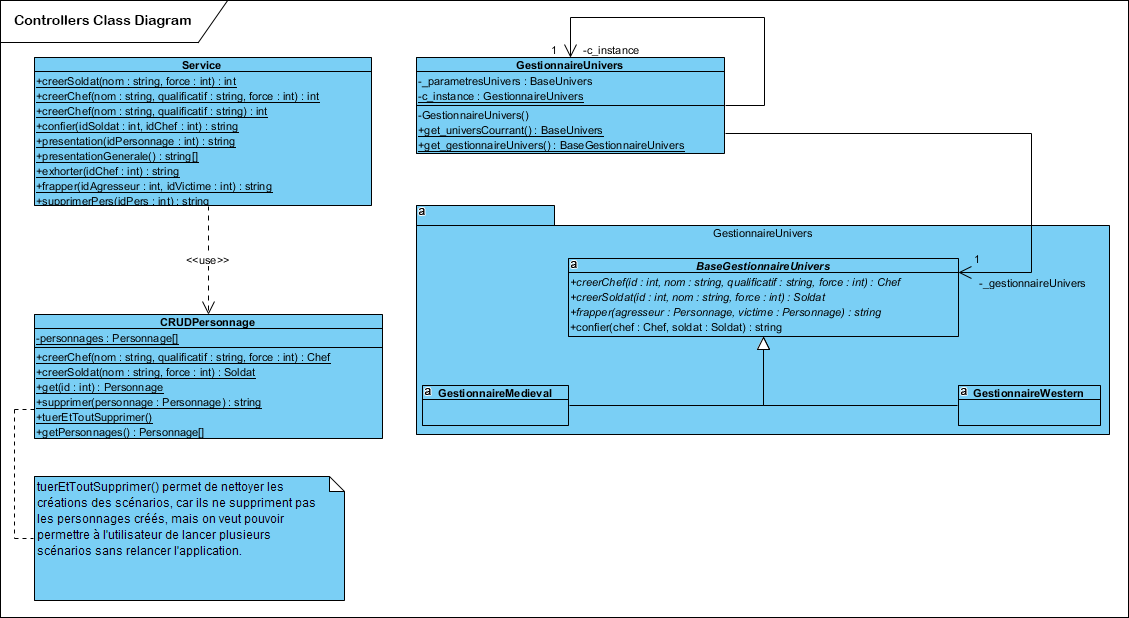 Controllers Class Diagram
Service
+creerSoldat(nom : string, force : int) : int
+creerChef(nom : string, qualificatif : string, force : int) : int
+creerChef(nom : string, qualificatif : string) : int
+confier(idSoldat : int, idChef : int) : string
+presentation(idPersonnage : int) : string
+presentationGenerale() : string[]
+exhorter(idChef : int) : string
+frapper(idAgresseur : int, idVictime : int) : string
+supprimerPers(idPers : int) : string
<<use>>
CRUDPersonnage
-personnages : Personnage[]
+creerChef(nom : string, qualificatif : string, force : int) : Chef
+creerSoldat(nom : string, force : int) : Soldat
+get(id : int) : Personnage
+supprimer(personnage : Personnage) : string
+tuerEtToutSupprimer()
+getPersonnages() : Personnage[]
tuerEtToutSupprimer() permet de nettoyer les
créations des scénarios, car ils ne suppriment pas
les personnages créés, mais on veut pouvoir
permettre à l'utilisateur de lancer plusieurs
scénarios sans relancer l'application.
1
-c_instance
GestionnaireUnivers
-_parametresUnivers : BaseUnivers
-c_instance : GestionnaireUnivers
-GestionnaireUnivers()
+get_universCourrant() : BaseUnivers
+get_gestionnaireUnivers() : BaseGestionnaireUnivers
a
GestionnaireUnivers
1
-_gestionnaireUnivers
a
BaseGestionnaireUnivers
+creerChef(id : int, nom : string, qualificatif : string, force : int) : Chef
+creerSoldat(id : int, nom : string, force : int) : Soldat
+frapper(agresseur : Personnage, victime : Personnage) : string
+confier(chef : Chef, soldat : Soldat) : string
a
GestionnaireMedieval
a
GestionnaireWestern